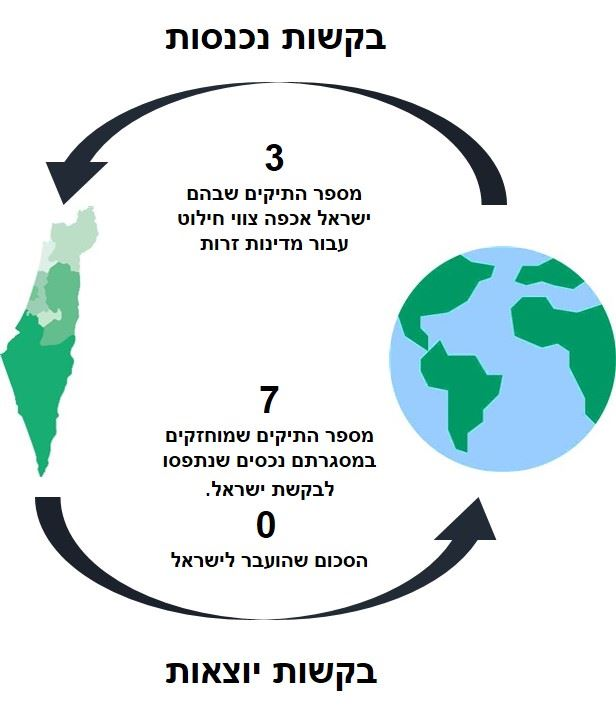 בקשות נכנסות
3
מספר התיקים שבהם
ישראל אכפה צווי חילוט
עבור מדינות זרות
7
מספר התיקים שמוחזקים
במסגרתם נכסים שנתפסו
לבקשת ישראל.
0
הסכום שהועבר לישראל
בקשות יוצאות